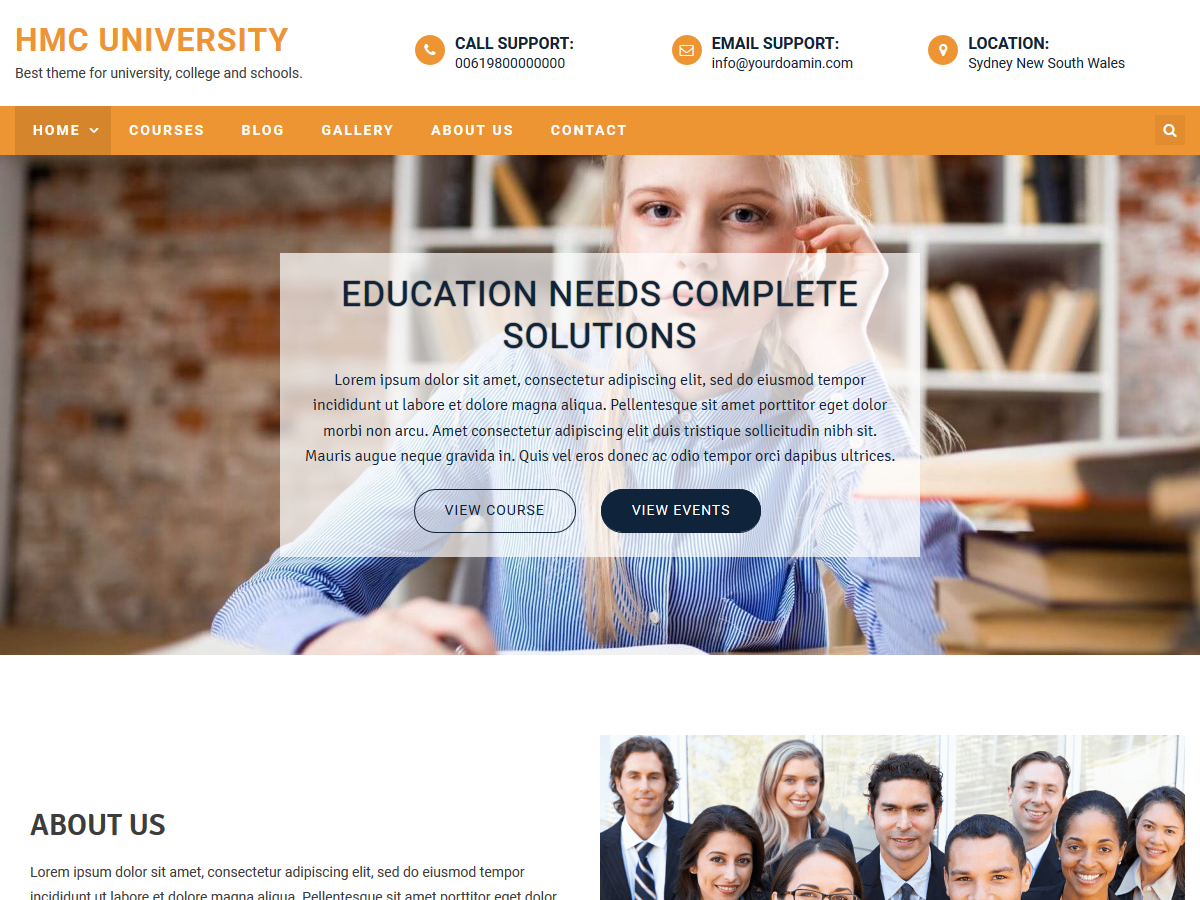 HMC UNIVERSITY
Best theme for university, college and schools.
CALL SUPPORT:
00619800000000
EMAIL SUPPORT:
info@yourdoamin.com
LOCATION:
Sydney New South Wales
HOME COURSES BLOG GALLERY ABOUT US CONTACT
EDUCATION NEEDS COMPLETE
SOLUTIONS
Lorem ipsum dolor sit amet, consectetur adipiscing elit, sed do eiusmod tempor
incididunt ut labore et dolore magna aliqua. Pellentesque sit amet porttitor eget dolor
morbi non arcu. Amet consectetur adipiscing elit duis tristique sollicitudin nibh sit.
Mauris augue neque gravida in. Quis vel eros donec ac odio tempor orci dapibus ultrices.
VIEW COURSE VIEW EVENTS
ABOUT US
Lorem ipsum dolor sit amet, consectetur adipiscing elit, sed do eiusmod tempor
incididunt ut labore et dolore magna aliqua. Pellentesque sit amet porttitor eget dolor